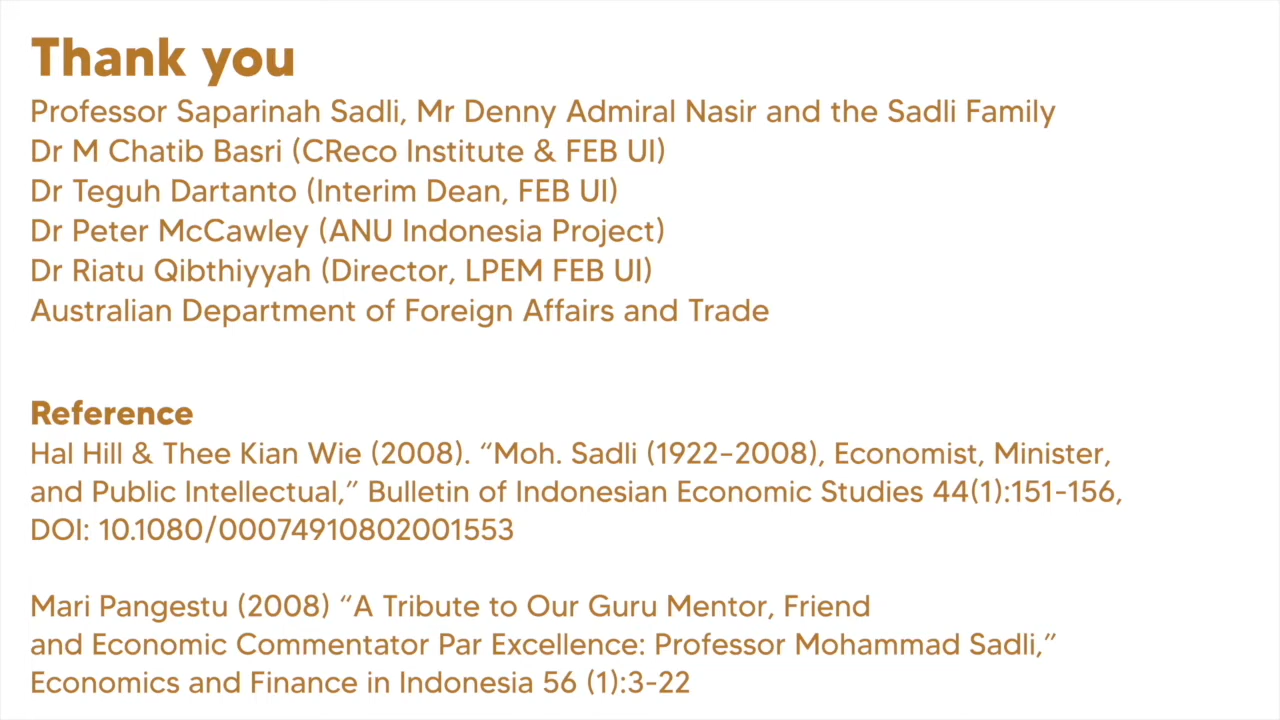 Thank you
Professor Saparinah Sadli, Mr Denny Admiral Nasir and the Sadli Family
Dr M Chatib Basri (CReco Institute & FEB UI)
Dr Teguh Dartanto (Interim Dean, FEB UI)
Dr Peter McCawley (ANU Indonesia Project)
Dr Riatu Qibthiyyah (Director, LPEM FEB UI)
Australian Department of Foreign Affairs and Trade
Reference
Hal Hill & Thee Kian Wie (2008). “Moh. Sadli (1922–2008), Economist, Minister,
and Public Intellectual,” Bulletin of Indonesian Economic Studies 44(1):151-156,
DOI: 10.1080/00074910802001553
Mari Pangestu (2008) “A Tribute to Our Guru Mentor, Friend
and Economic Commentator Par Excellence: Professor Mohammad Sadli,”
Economics and Finance in Indonesia 56 (1):3-22